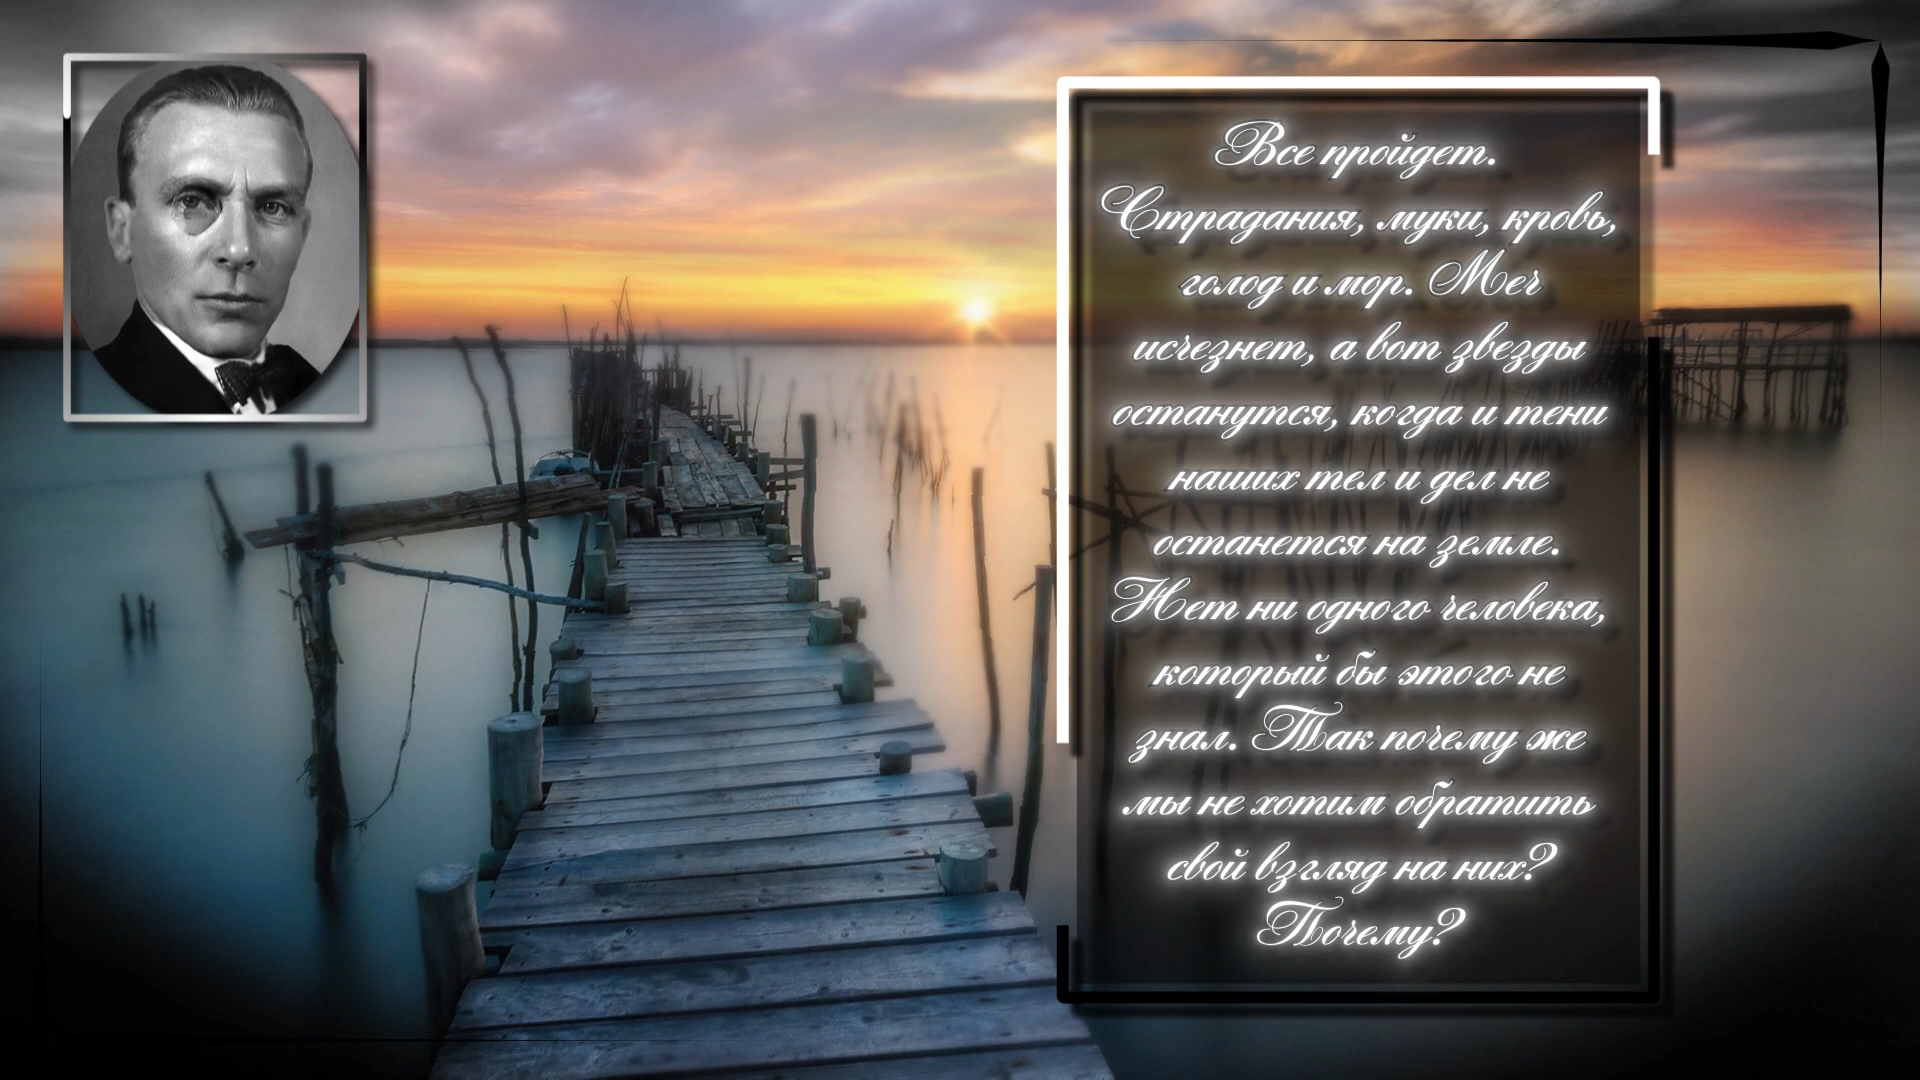 Все пройдет.
Страдания, муки, кровь,
голод и мор. Меч
исчезнет, а вот звезды
останутся, когда и тени
наших тел и дел не
останется на земле.
Нет ни одного человека,
который бы этого не
знал. Так почему же
мы не хотим обратить
свой взгляд на них?
Почему?